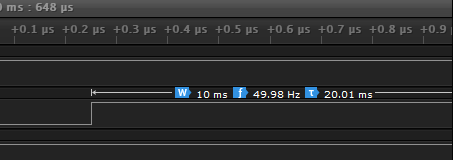 0 ms : 648 µs
+0.1 µs +0.2 µs +0.3 µs +0.4 µs +0.5 µs +0.6 µs +0.7 µs +0.8 µs +0.9
W 10 ms f 49.98 Hz T 20.01 ms